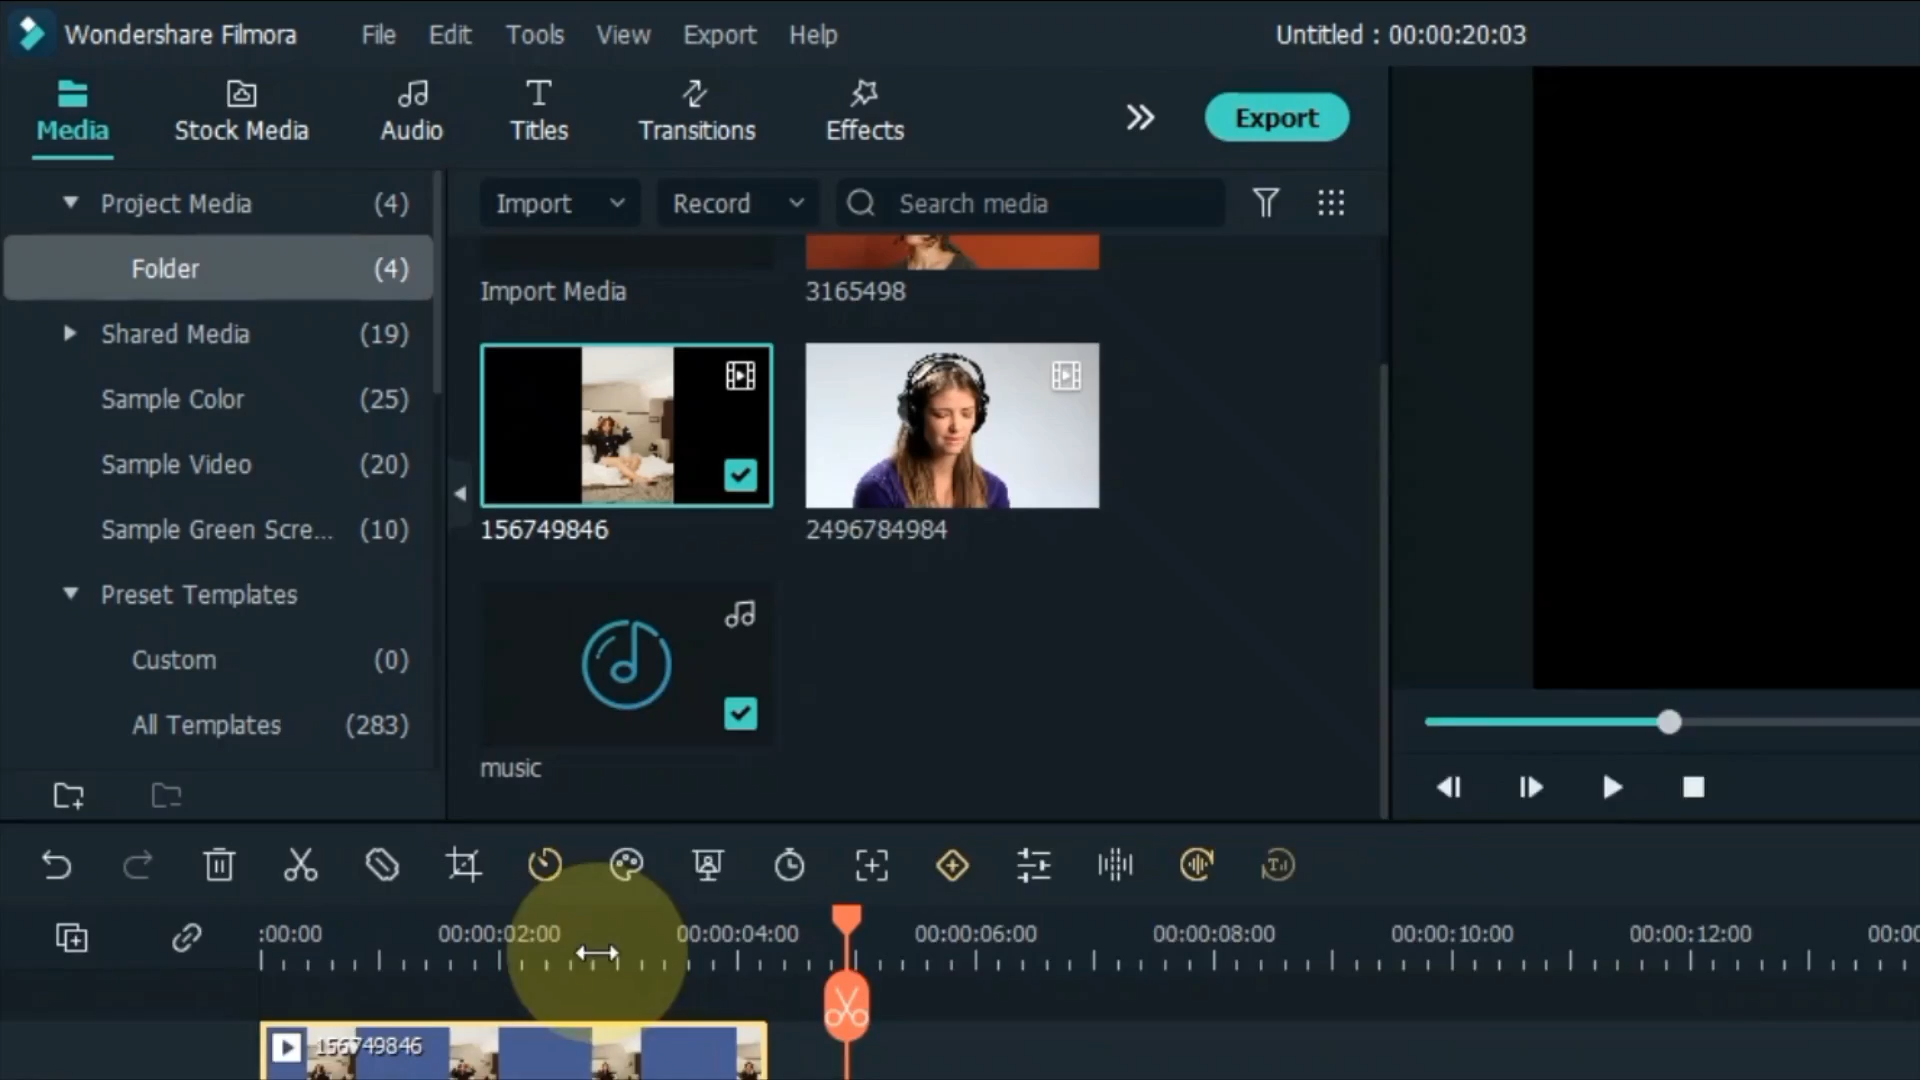 Wondershare Filmora File Edit Tools View Export Help Untitled : 00:00:20:03
Media Stock Media Audio Titles Transitions Effects Export
Project Media (4) Import Record Search media
Folder (4)
Import Media 3165498
Shared Media (19)
Sample Color (25)
Sample Video (20)
Sample Green Scre... (10)
156749846 2496784984
Preset Templates
Custom (0)
All Templates (283)
music
:00:00 00:00:02:00 00:00:04:00 00:00:06:00 00:00:08:00 00:00:10:00 00:00:12:00 00:00
156749846